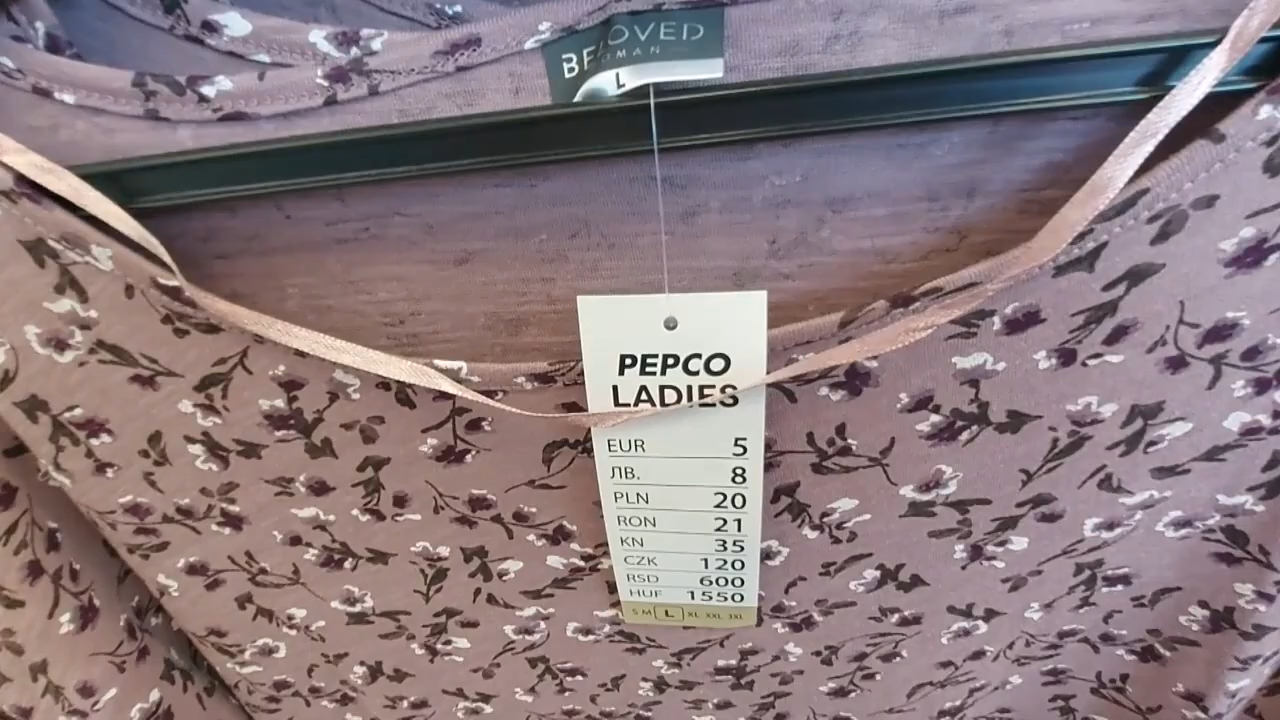 BELOVED
WOMAN
L
PEPCO
LADIES
EUR 5
ЛВ. 8
PLN 20
RON 21
KN 35
CZK 120
RSD 600
HUF 1550
S M L XL XXL 3XL